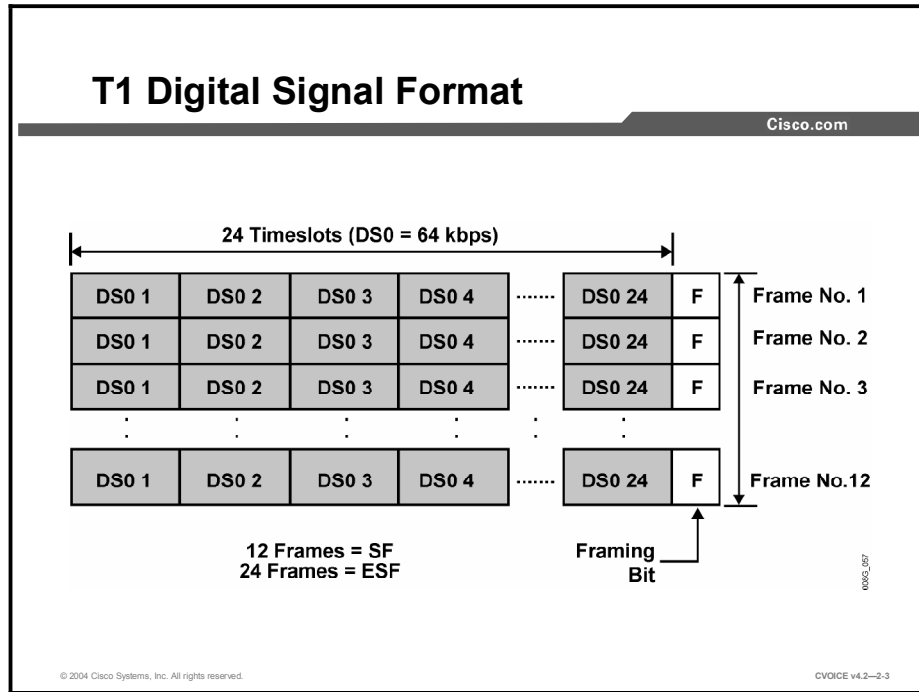 T1 Digital Signal Format
Cisco.com
24 Timeslots (DS0 = 64 kbps)
DS0 1 DS0 2 DS0 3 DS0 4 ....... DS0 24 F Frame No. 1
DS0 1 DS0 2 DS0 3 DS0 4 DS0 24 F Frame No. 2
DS0 1 DS0 2 DS0 3 DS0 4 DS0 24 F Frame No. 3
DS0 1 DS0 2 DS0 3 DS0 4 ....... DS0 24 F Frame No.12
12 Frames = SF
24 Frames = ESF
Framing
Bit
© 2004 Cisco Systems, Inc. All rights reserved.
CVOICE v4.2—2-3